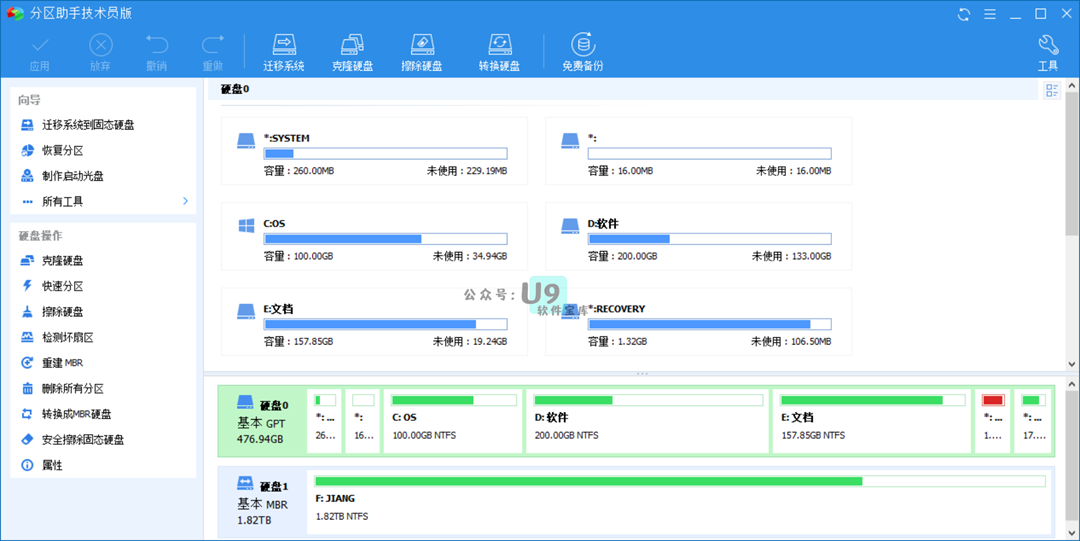 分区助手技术员版
应用
放弃
撤销
重做
迁移系统
克隆硬盘
擦除硬盘
转换硬盘
免费备份
工具
向导
迁移系统到固态硬盘
恢复分区
制作启动光盘
所有工具
硬盘操作
克隆硬盘
快速分区
擦除硬盘
检测坏扇区
重建 MBR
删除所有分区
转换成MBR硬盘
安全擦除固态硬盘
属性
硬盘0
*:SYSTEM
容量：260.00MB 未使用：229.19MB
*:
容量：16.00MB 未使用：16.00MB
C:OS
容量：100.00GB 未使用：34.94GB
D:软件
容量：200.00GB 未使用：133.00GB
E:文档
容量：157.85GB 未使用：19.24GB
*:RECOVERY
容量：1.32GB 未使用：106.50MB
公众号：U9
软件宝库
硬盘0
基本 GPT
476.94GB
*: ...
26...
*:
16...
C: OS
100.00GB NTFS
D: 软件
200.00GB NTFS
E: 文档
157.85GB NTFS
*: ...
1....
*: ...
17....
硬盘1
基本 MBR
1.82TB
F: JIANG
1.82TB NTFS